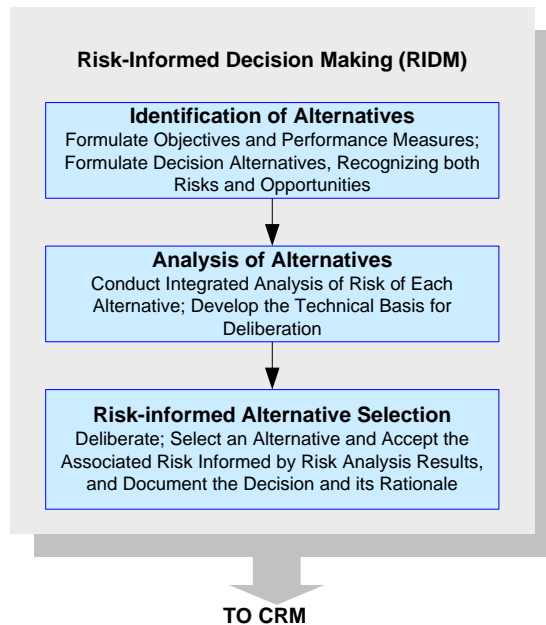 Risk-Informed Decision Making (RIDM)
Identification of Alternatives
Formulate Objectives and Performance Measures;
Formulate Decision Alternatives, Recognizing both
Risks and Opportunities
Analysis of Alternatives
Conduct Integrated Analysis of Risk of Each
Alternative; Develop the Technical Basis for
Deliberation
Risk-informed Alternative Selection
Deliberate; Select an Alternative and Accept the
Associated Risk Informed by Risk Analysis Results,
and Document the Decision and its Rationale
TO CRM